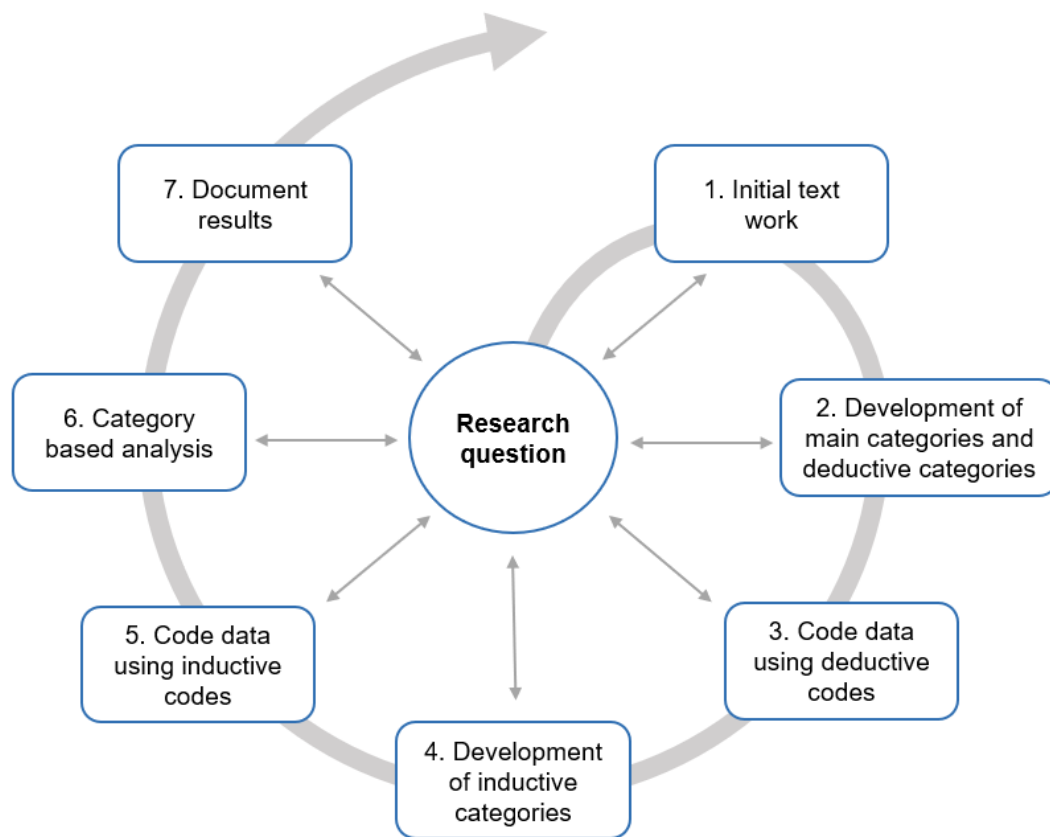 7. Document
results
1. Initial text
work
Research
question
6. Category
based analysis
2. Development of
main categories and
deductive categories
5. Code data
using inductive
codes
3. Code data
using deductive
codes
4. Development
of inductive
categories